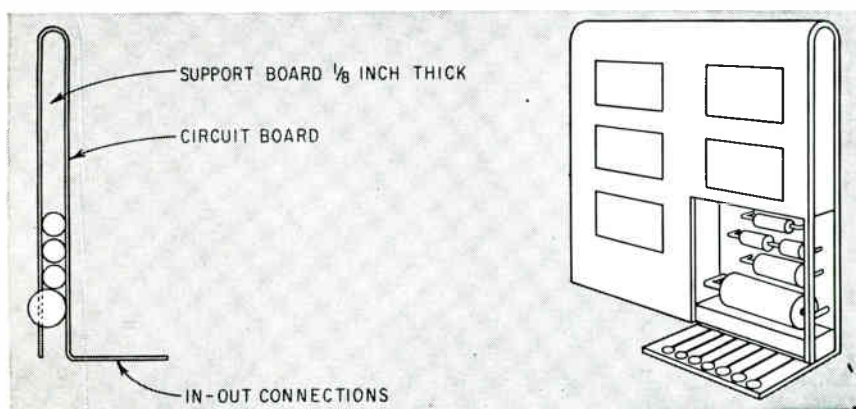 SUPPORT BOARD ⅛ INCH THICK
CIRCUIT BOARD
IN-OUT CONNECTIONS